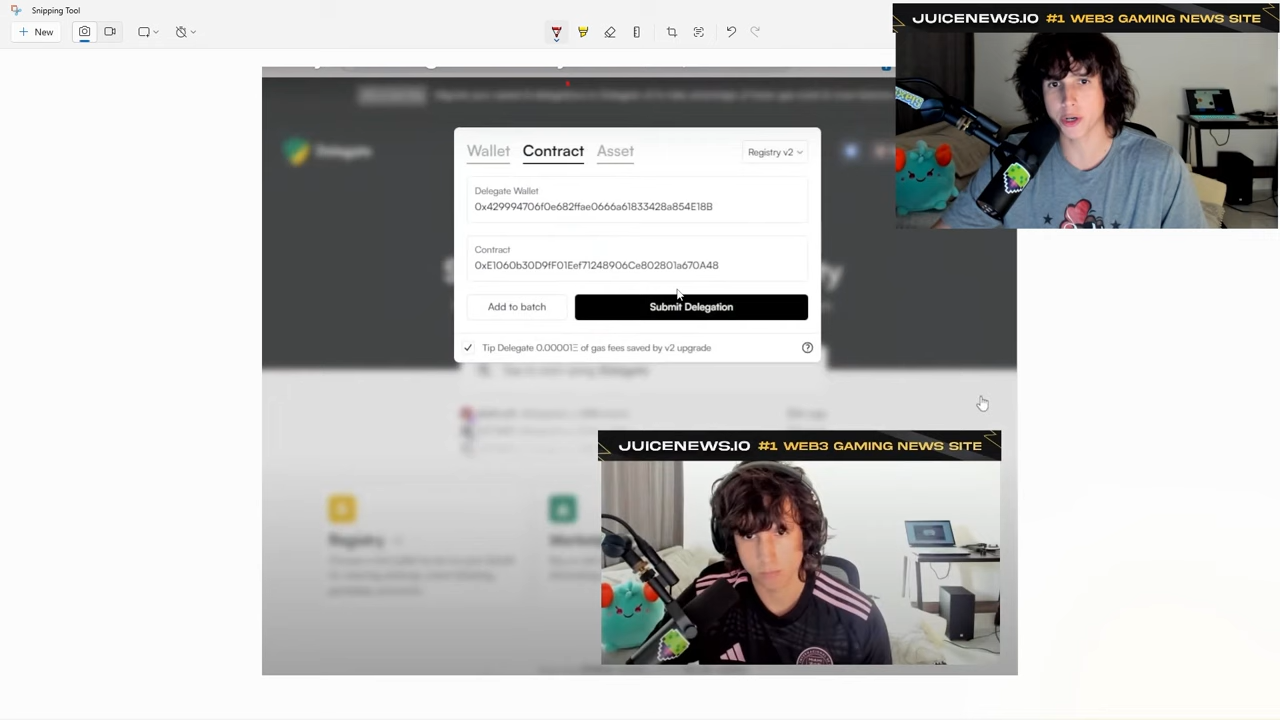 Snipping Tool
New
JUICENEWS.IO #1 WEB3 GAMING NEWS SITE
Delegate
Wallet Contract Asset Registry v2
Delegate Wallet
0x429994706f0e682ffae0666a61833428a854E18B
Contract
0xE1060b30D9fF01Eef71248906Ce802801a670A48
Add to batch Submit Delegation
Tip Delegate 0.00001Ξ of gas fees saved by v2 upgrade
JUICENEWS.IO #1 WEB3 GAMING NEWS SITE
Registry